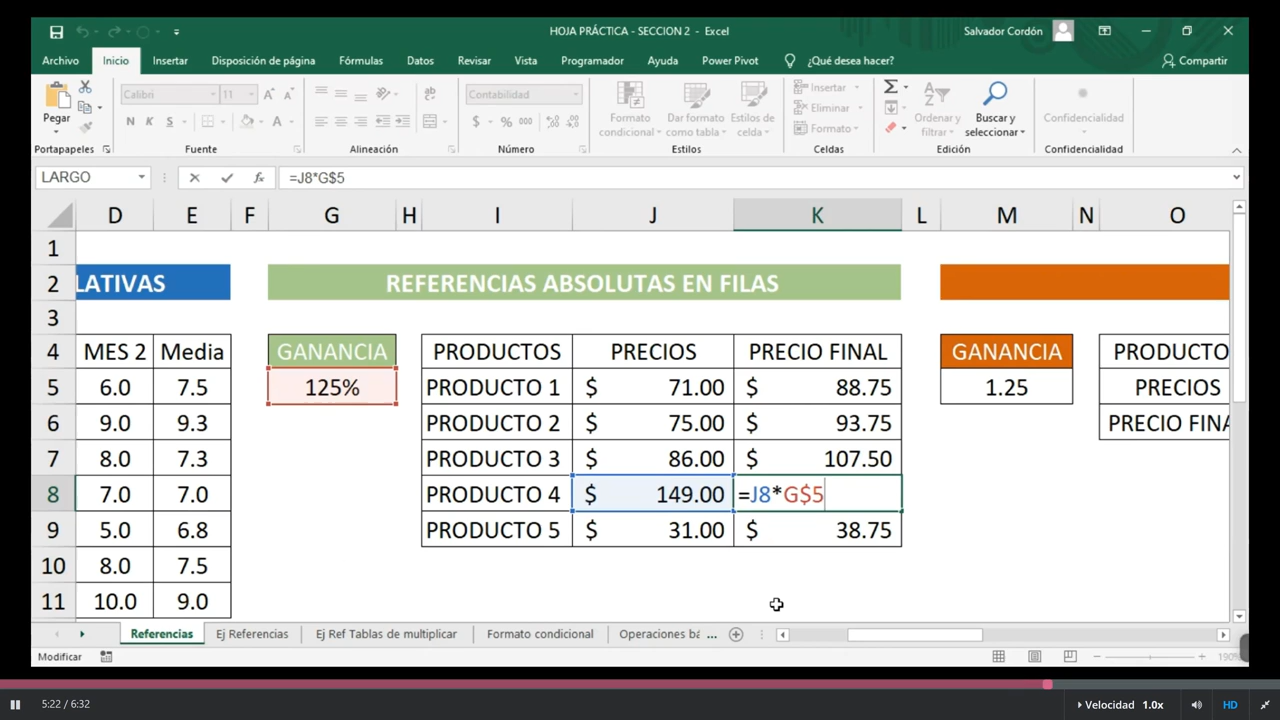 HOJA PRÁCTICA - SECCION 2 - Excel
Salvador Cordón
Archivo Inicio Insertar Disposición de página Fórmulas Datos Revisar Vista Programador Ayuda Power Pivot ¿Qué desea hacer? Compartir
Pegar
Calibri 11
N K S
A A
A
Contabilidad
$ % 000
Formato condicional
Dar formato como tabla
Estilos de celda
Insertar
Eliminar
Formato
Ordenar y filtrar
Buscar y seleccionar
Confidencialidad
Portapapeles Fuente Alineación Número Estilos Celdas Edición Confidencialidad
LARGO fx =J8*G$5
D E F G H I J K L M N O
1
2 LATIVAS REFERENCIAS ABSOLUTAS EN FILAS
3
4 MES 2 Media GANANCIA PRODUCTOS PRECIOS PRECIO FINAL GANANCIA PRODUCTO
5 6.0 7.5 125% PRODUCTO 1 $ 71.00 $ 88.75 1.25 PRECIOS
6 9.0 9.3 PRODUCTO 2 $ 75.00 $ 93.75 PRECIO FINA
7 8.0 7.3 PRODUCTO 3 $ 86.00 $ 107.50
8 7.0 7.0 PRODUCTO 4 $ 149.00 =J8*G$5
9 5.0 6.8 PRODUCTO 5 $ 31.00 $ 38.75
10 8.0 7.5
11 10.0 9.0
Referencias Ej Referencias Ej Ref Tablas de multiplicar Formato condicional Operaciones bá ...
Modificar 190%
5:22 / 6:32 Velocidad 1.0x HD